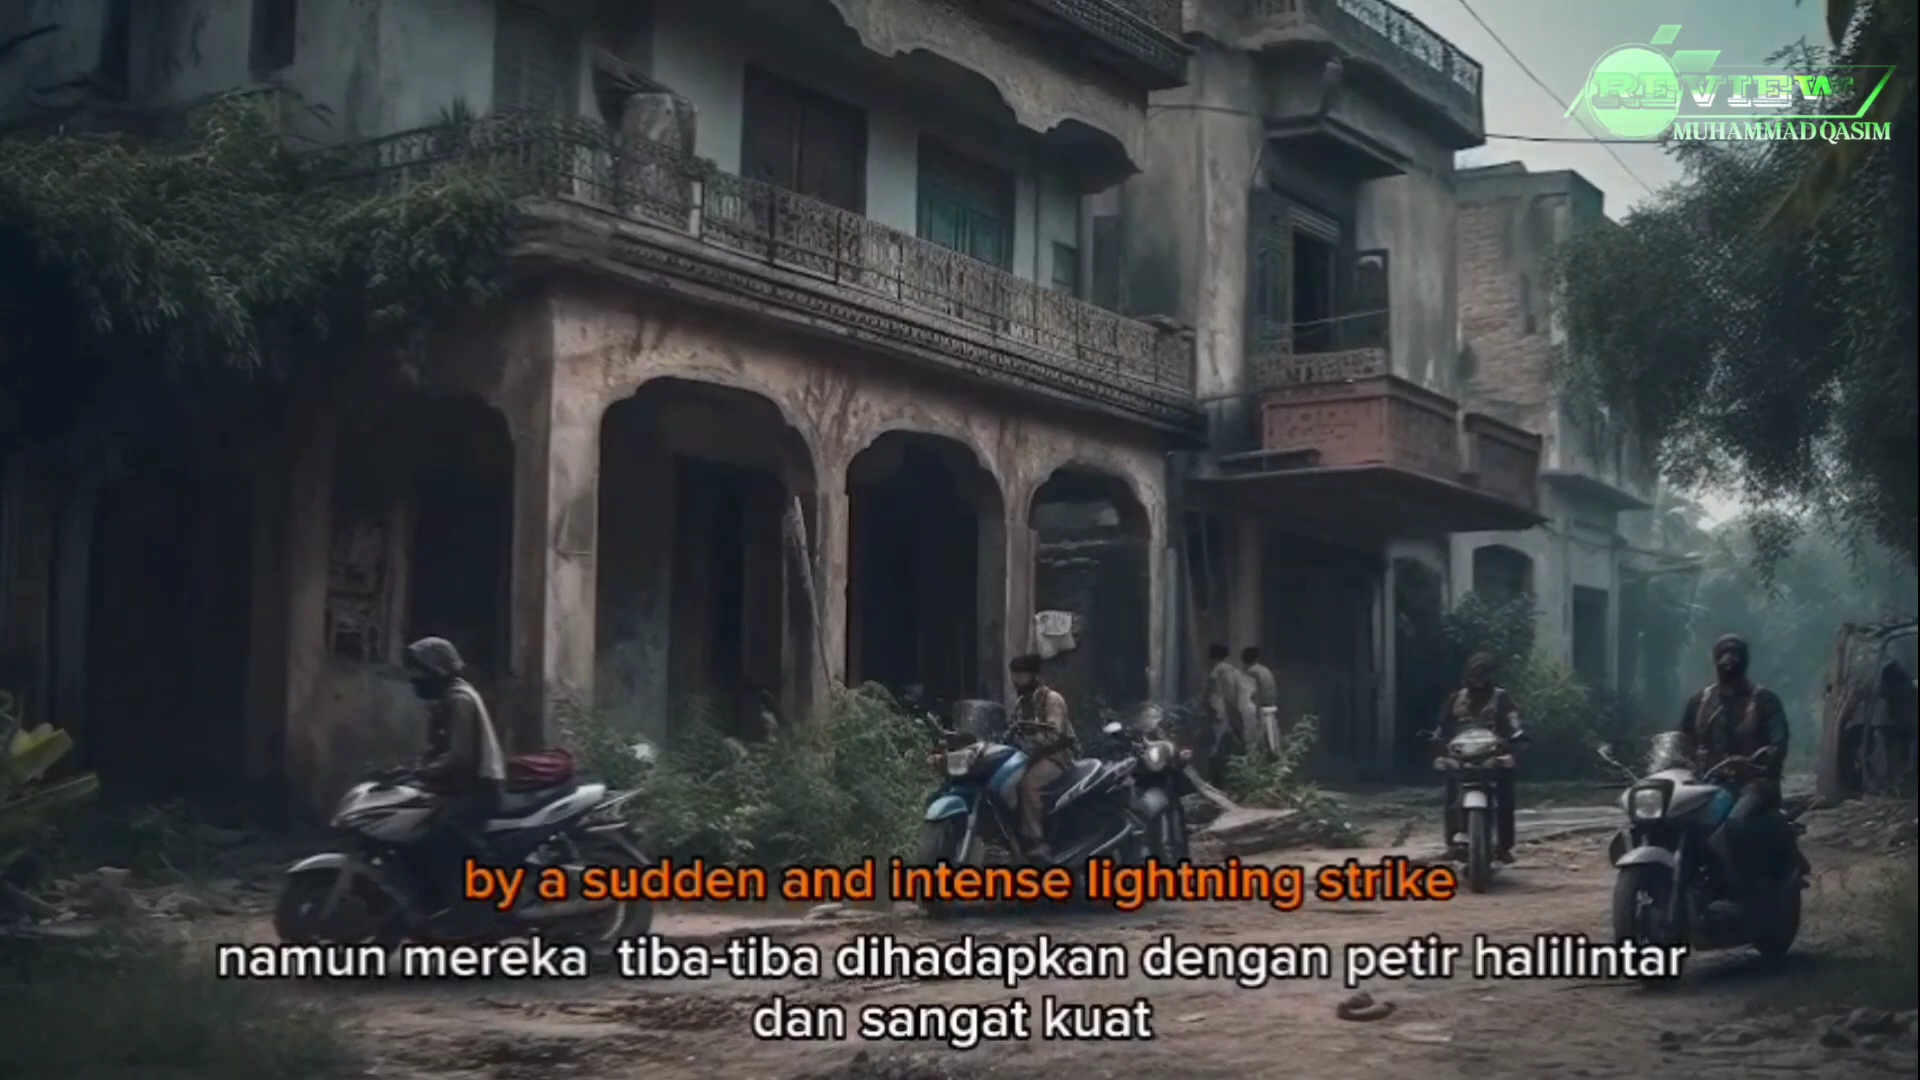 REVIEW
MUHAMMAD QASIM
by a sudden and intense lightning strike
namun mereka tiba-tiba dihadapkan dengan petir halilintar
dan sangat kuat